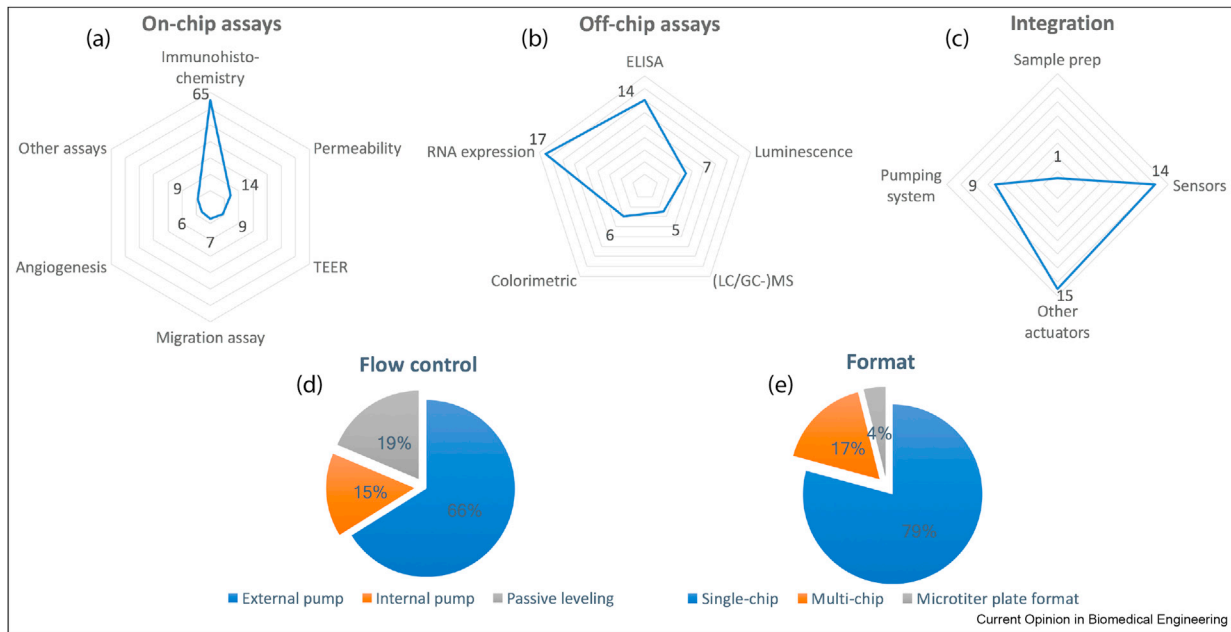 (a)
On-chip assays
Immunohisto-
chemistry
65
Other assays
Permeability
9
14
6
9
7
Angiogenesis
TEER
Migration assay
(b)
Off-chip assays
ELISA
14
17
RNA expression
7
Luminescence
6
5
Colorimetric
(LC/GC-)MS
(c)
Integration
Sample prep
1
14
Pumping
system
9
Sensors
15
Other
actuators
(d)
Flow control
19%
15%
66%
External pump
Internal pump
Passive leveling
(e)
Format
4%
17%
79%
Single-chip
Multi-chip
Microtiter plate format
Current Opinion in Biomedical Engineering